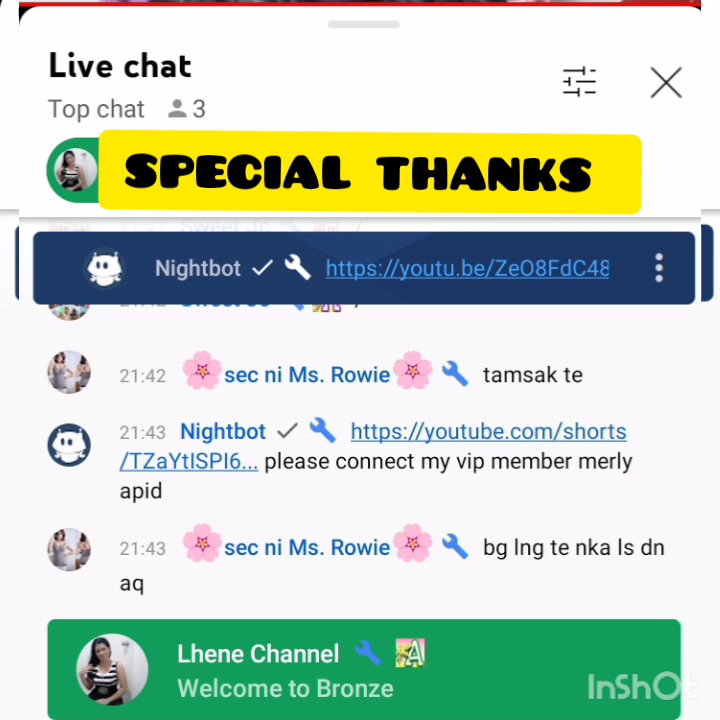 Live chat
Top chat 3
SPECIAL THANKS
Nightbot https://youtu.be/ZeO8FdC48
21:42 sec ni Ms. Rowie tamsak te
21:43 Nightbot https://youtube.com/shorts
/TZaYtISPI6... please connect my vip member merly
apid
21:43 sec ni Ms. Rowie bg lng te nka ls dn
aq
Lhene Channel
Welcome to Bronze
InShOt